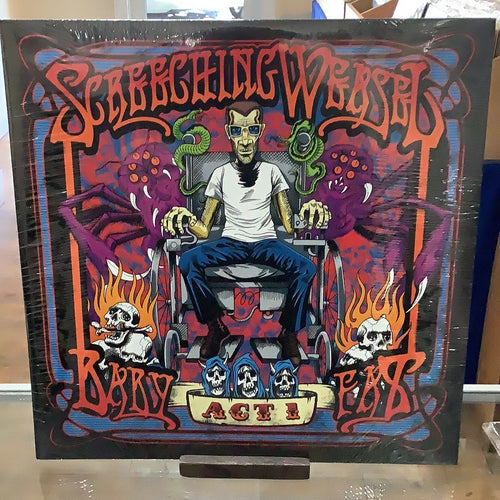 SCREECHING WEASEL
BABY FAT
ACT 1